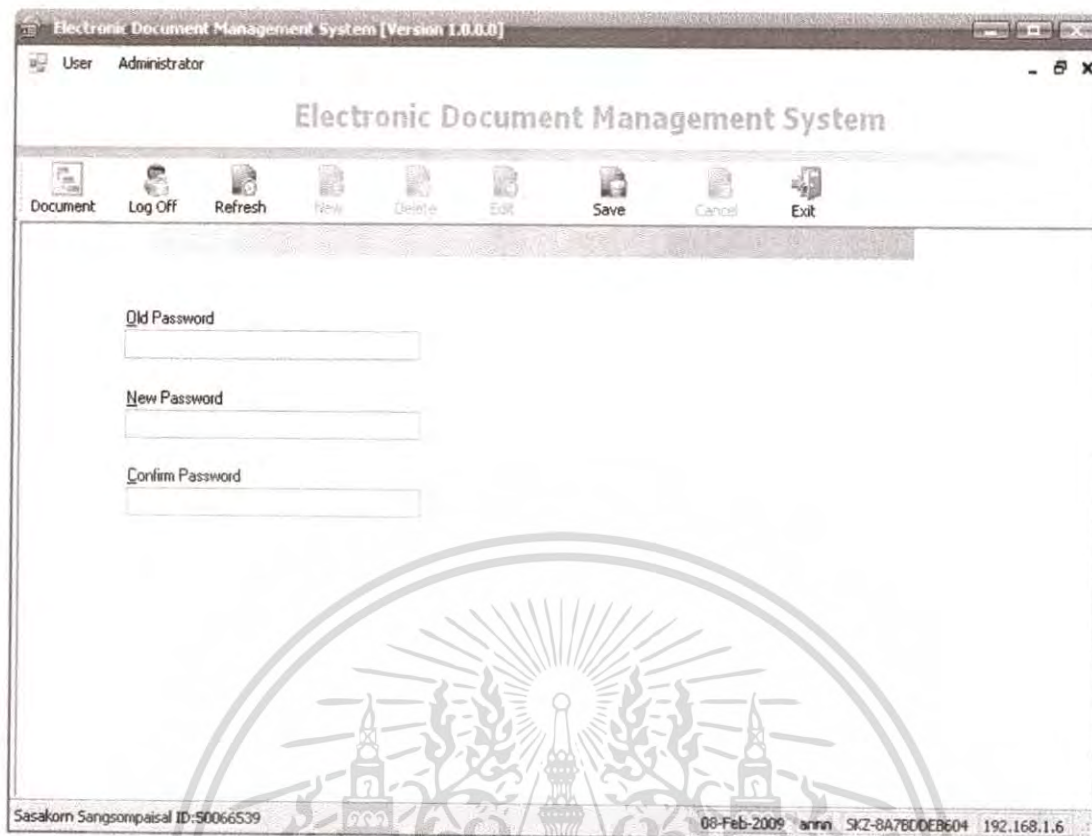 Electronic Document Management System [Version 1.0.0.0]
User Administrator
Electronic Document Management System
Document Log Off Refresh New Delete Edit Save Cancel Exit
Old Password
New Password
Confirm Password
Sasakorn Sangsompaisal ID:50066539 08-Feb-2009 annn SKZ-8A7BDDEB604 192.168.1.6